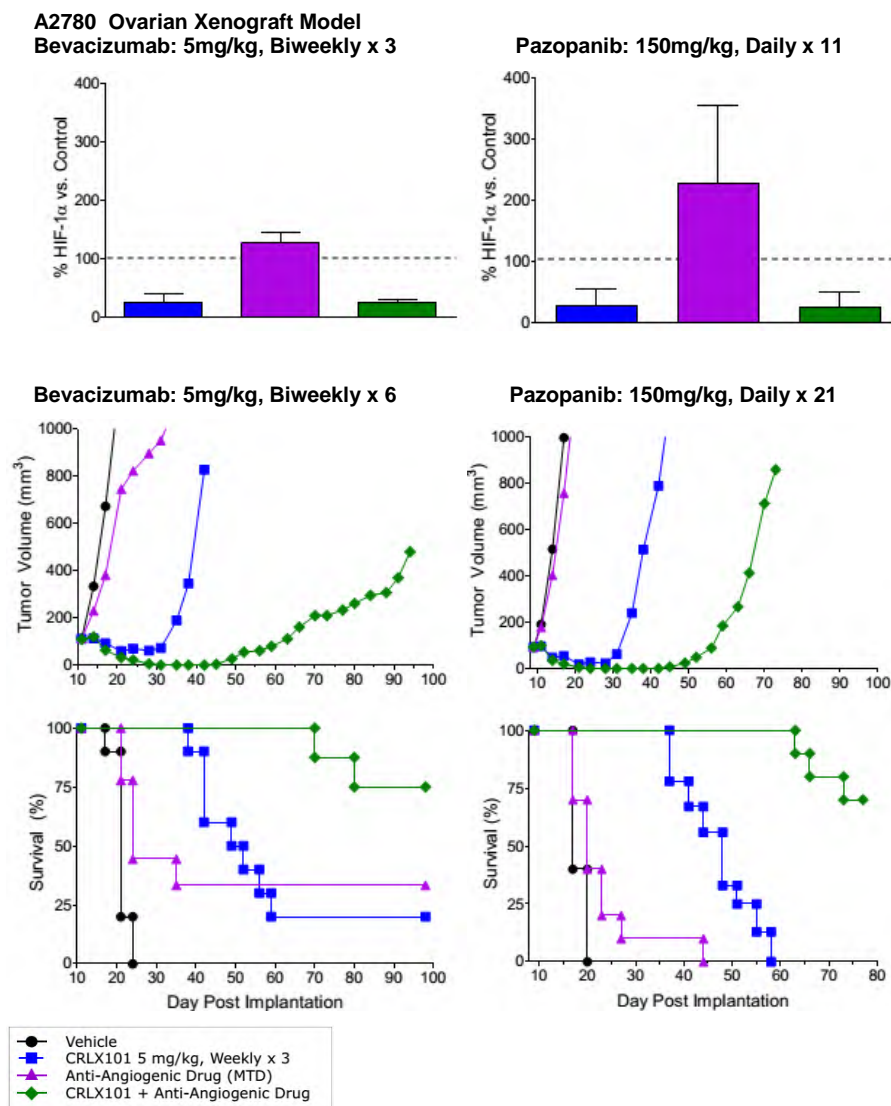 A2780 Ovarian Xenograft Model
Bevacizumab: 5mg/kg, Biweekly x 3
Pazopanib: 150mg/kg, Daily x 11
% HIF-1α vs. Control
400
300
200
100
0
% HIF-1α vs. Control
400
300
200
100
0
Bevacizumab: 5mg/kg, Biweekly x 6
Pazopanib: 150mg/kg, Daily x 21
Tumor Volume (mm³)
1000
800
600
400
200
0
10 20 30 40 50 60 70 80 90 100
Tumor Volume (mm³)
1000
800
600
400
200
0
10 20 30 40 50 60 70 80 90 100
Survival (%)
100
75
50
25
0
10 20 30 40 50 60 70 80 90 100
Day Post Implantation
Survival (%)
100
75
50
25
0
10 20 30 40 50 60 70 80
Day Post Implantation
Vehicle
CRLX101 5 mg/kg, Weekly x 3
Anti-Angiogenic Drug (MTD)
CRLX101 + Anti-Angiogenic Drug